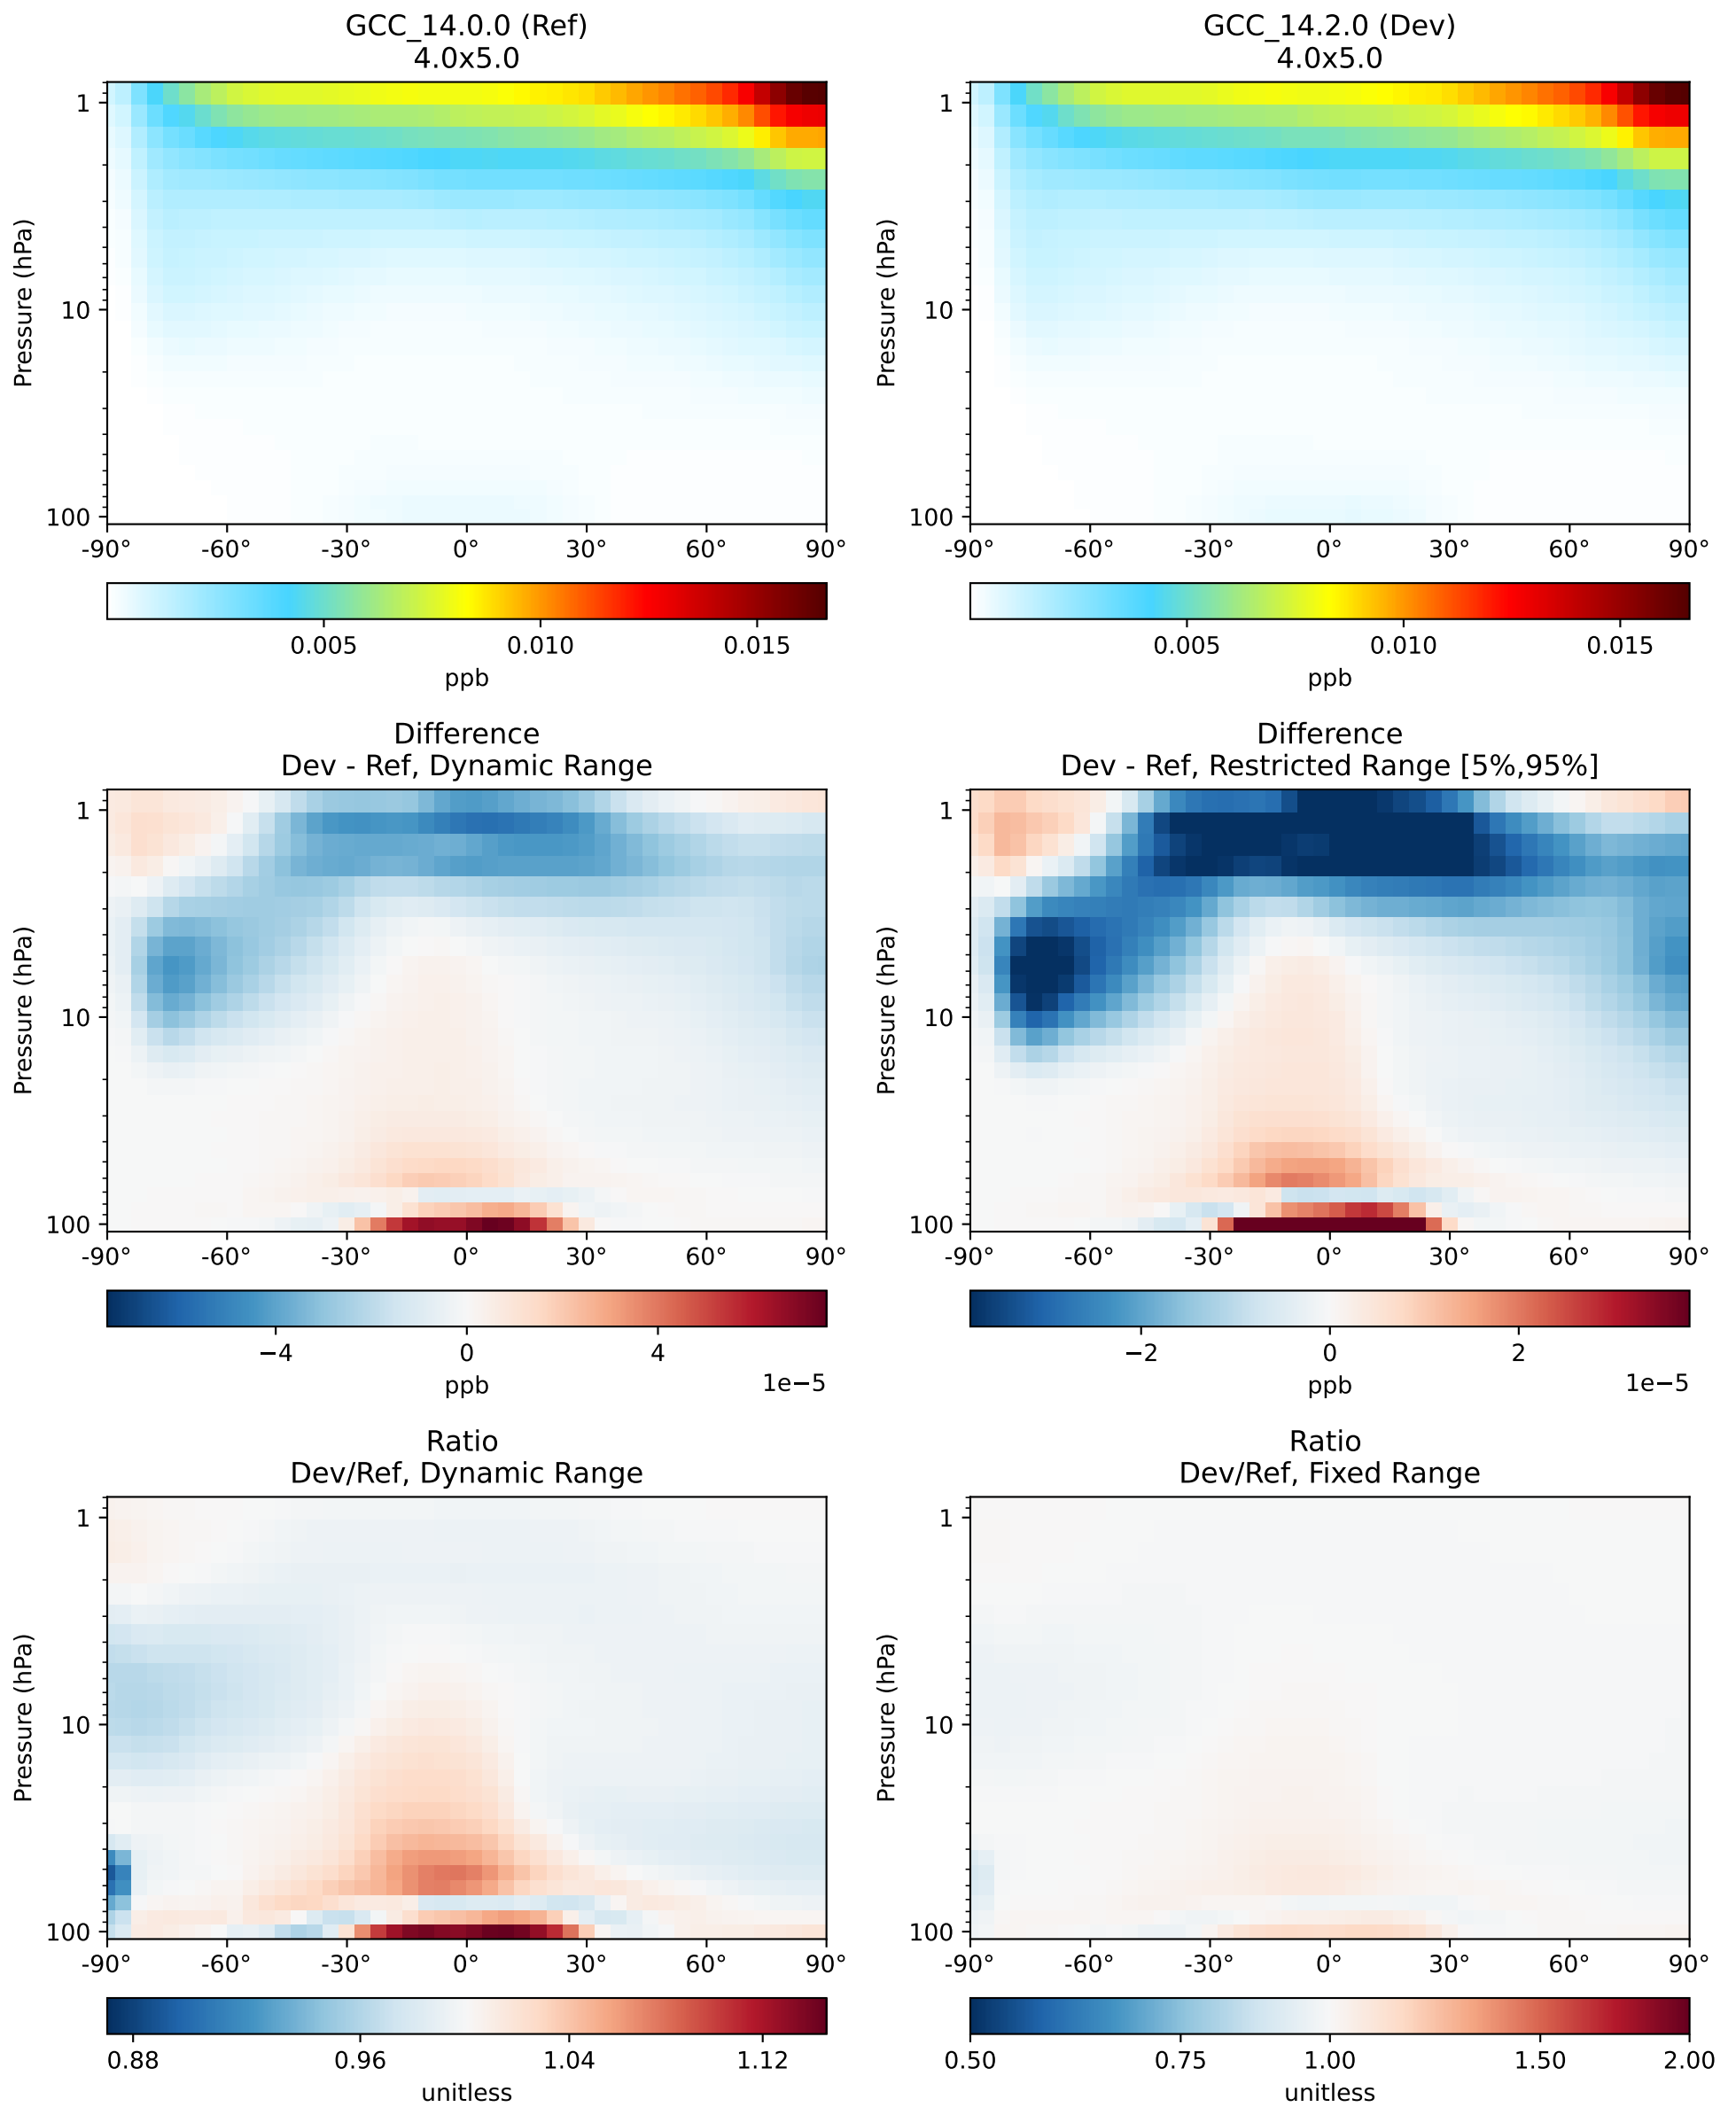 GCC_14.0.0 (Ref)
4.0x5.0
Pressure (hPa)
1
10
100
-90° -60° -30° 0° 30° 60° 90°
0.005 0.010 0.015
ppb
GCC_14.2.0 (Dev)
4.0x5.0
Pressure (hPa)
1
10
100
-90° -60° -30° 0° 30° 60° 90°
0.005 0.010 0.015
ppb
Difference
Dev - Ref, Dynamic Range
Pressure (hPa)
1
10
100
-90° -60° -30° 0° 30° 60° 90°
−4 0 4
ppb
1e−5
Difference
Dev - Ref, Restricted Range [5%,95%]
Pressure (hPa)
1
10
100
-90° -60° -30° 0° 30° 60° 90°
−2 0 2
ppb
1e−5
Ratio
Dev/Ref, Dynamic Range
Pressure (hPa)
1
10
100
-90° -60° -30° 0° 30° 60° 90°
0.88 0.96 1.04 1.12
unitless
Ratio
Dev/Ref, Fixed Range
Pressure (hPa)
1
10
100
-90° -60° -30° 0° 30° 60° 90°
0.50 0.75 1.00 1.50 2.00
unitless